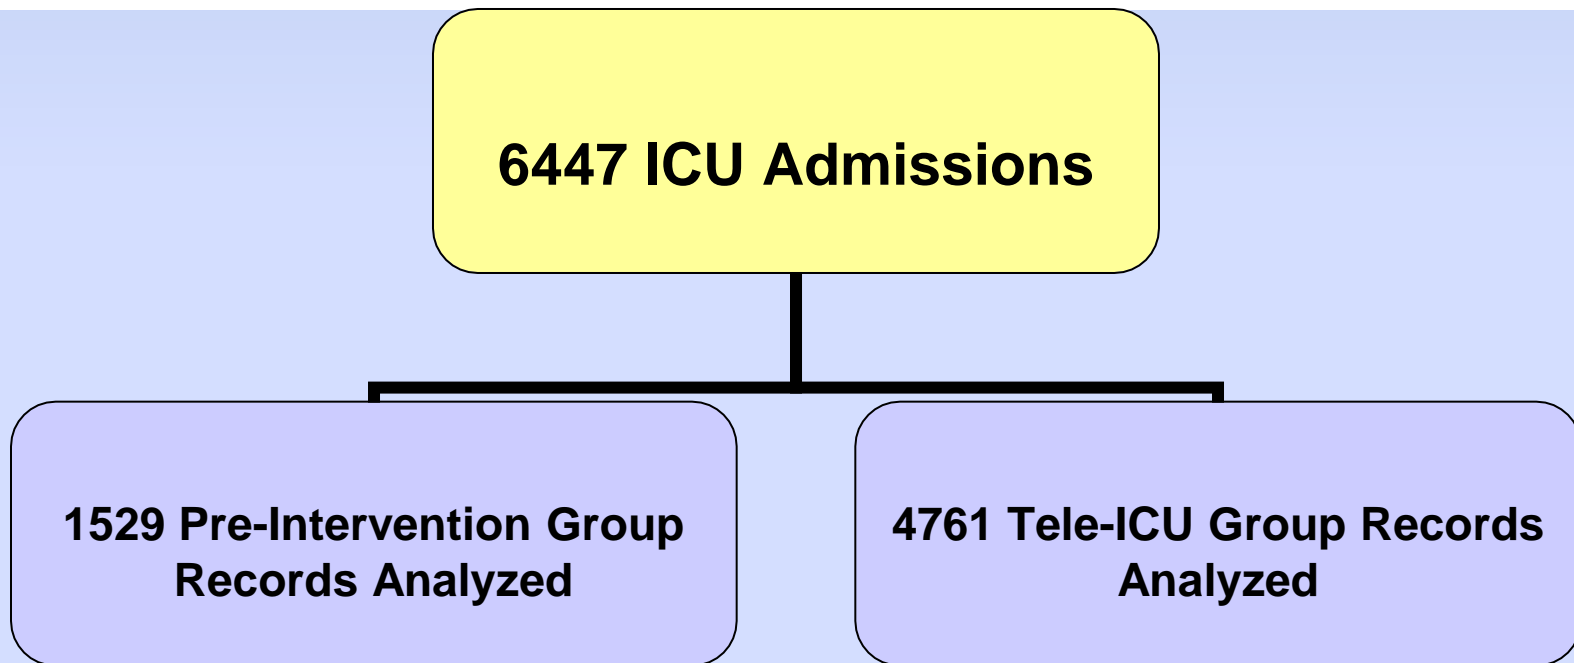 6447 ICU Admissions
1529 Pre-Intervention Group
Records Analyzed
4761 Tele-ICU Group Records
Analyzed